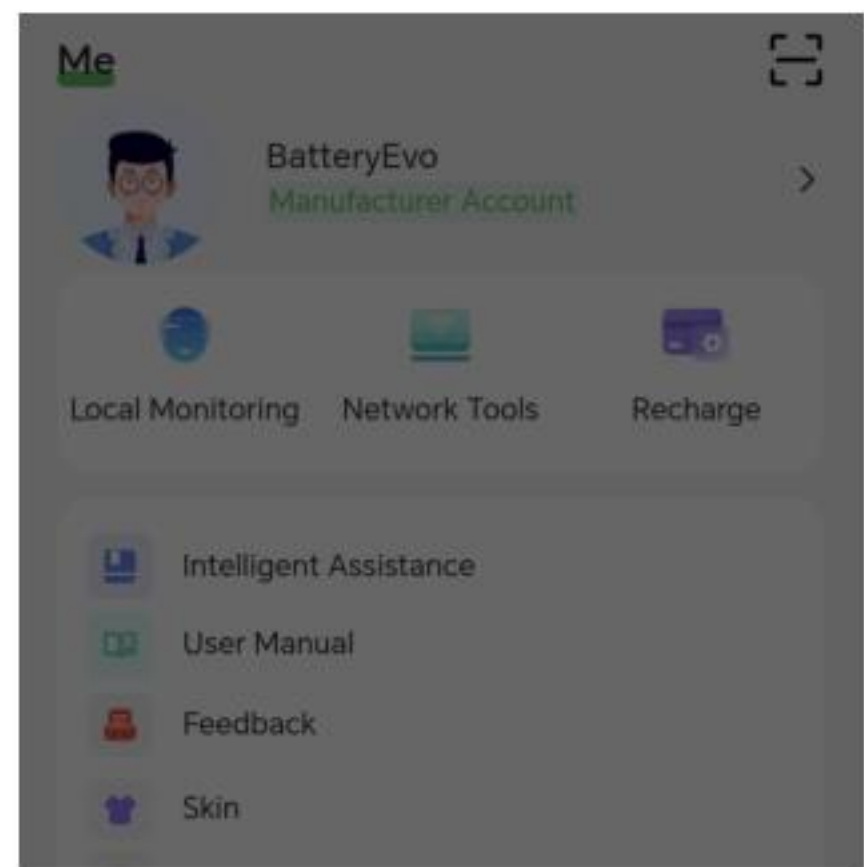 Me
BatteryEvo
Manufacturer Account
Local Monitoring Network Tools Recharge
Intelligent Assistance
User Manual
Feedback
Skin